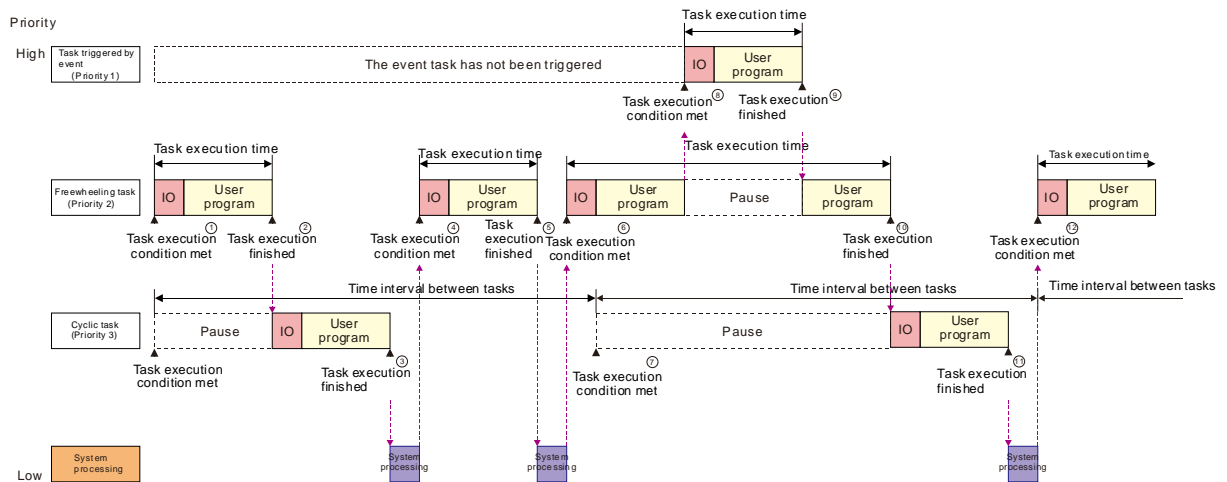 Priority
High
Task triggered by
event
(Priority 1)
The event task has not been triggered
Task execution time
IO
User
program
Task execution
condition met
⑧
Task execution
finished
⑨
Freewheeling task
(Priority 2)
Task execution time
IO
User
program
Task execution
condition met
①
Task execution
finished
②
Task execution time
IO
User
program
Task execution
condition met
④
Task
execution
finished
⑤
Task execution time
IO
User
program
Pause
User
program
Task execution
condition met
⑥
Task execution
finished
⑩
Task execution time
IO
User
program
Task execution
condition met
⑫
Cyclic task
(Priority 3)
Time interval between tasks
Time interval between tasks
Time interval between tasks
Pause
IO
User
program
Task execution
condition met
Task execution
finished
③
Pause
IO
User
program
Task execution
condition met
⑦
Task execution
finished
⑪
Low
System
processing
System
processing
System
processing
System
processing